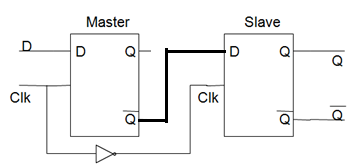 Master Slave
D D Q D Q Q
Clk Clk
Q̅ Q̅ Q̅